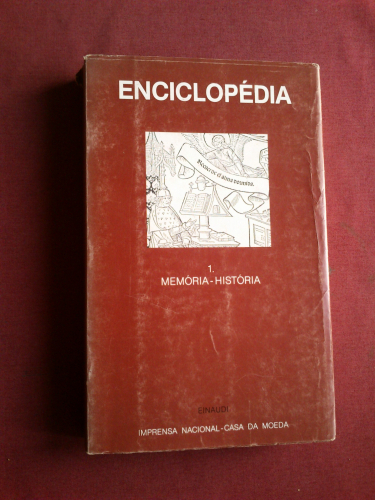 ENCICLOPÉDIA
1.
MEMÓRIA-HISTÓRIA
EINAUDI
IMPRENSA NACIONAL-CASA DA MOEDA